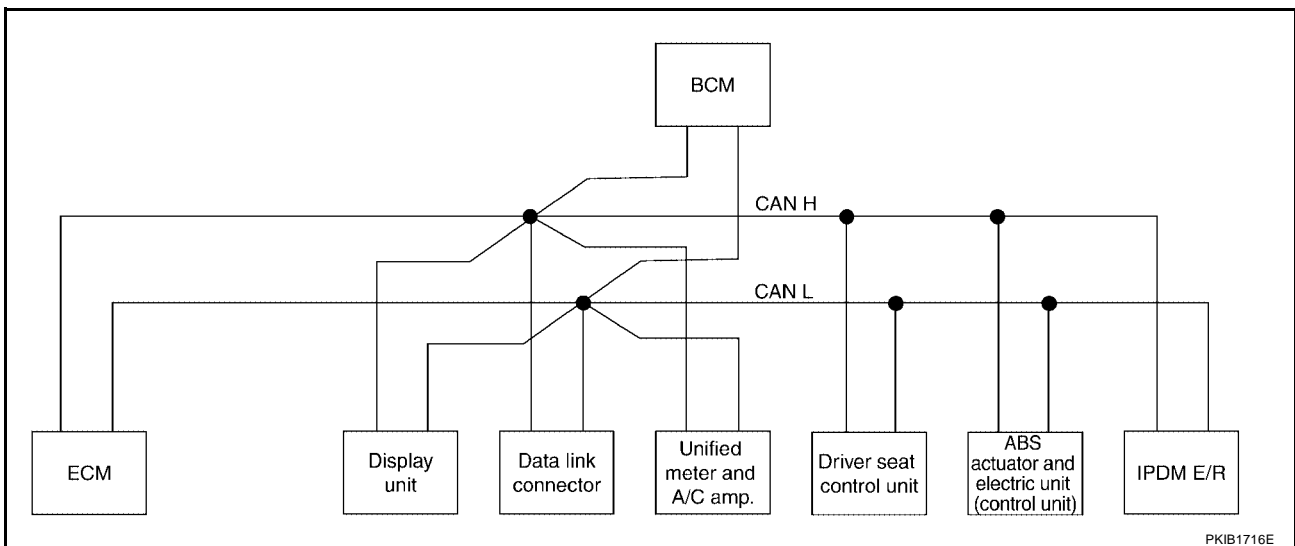 BCM
CAN H
CAN L
ECM
Display
unit
Data link
connector
Unified
meter and
A/C amp.
Driver seat
control unit
ABS
actuator and
electric unit
(control unit)
IPDM E/R
PKIB1716E